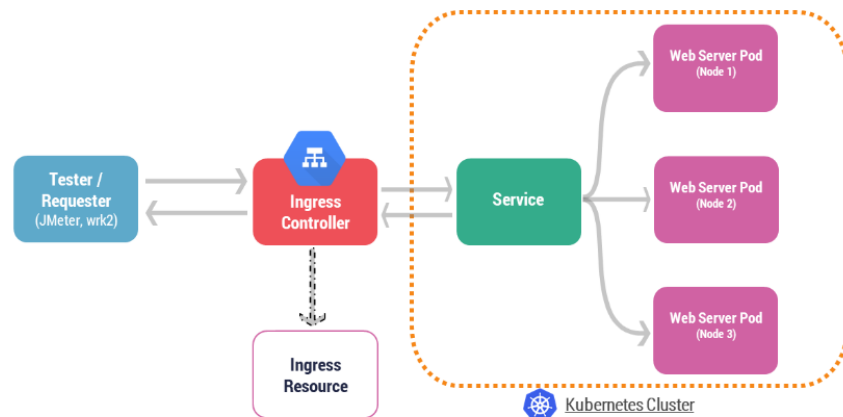 Tester /
Requester
(JMeter, wrk2)
Ingress
Controller
Ingress
Resource
Service
Web Server Pod
(Node 1)
Web Server Pod
(Node 2)
Web Server Pod
(Node 3)
Kubernetes Cluster